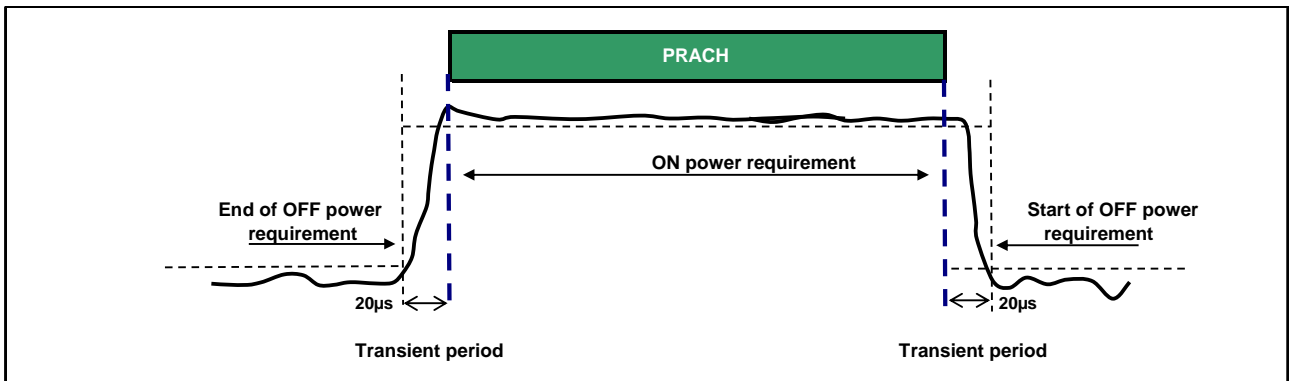 PRACH
ON power requirement
End of OFF power
requirement
Start of OFF power
requirement
20µs
20µs
Transient period
Transient period